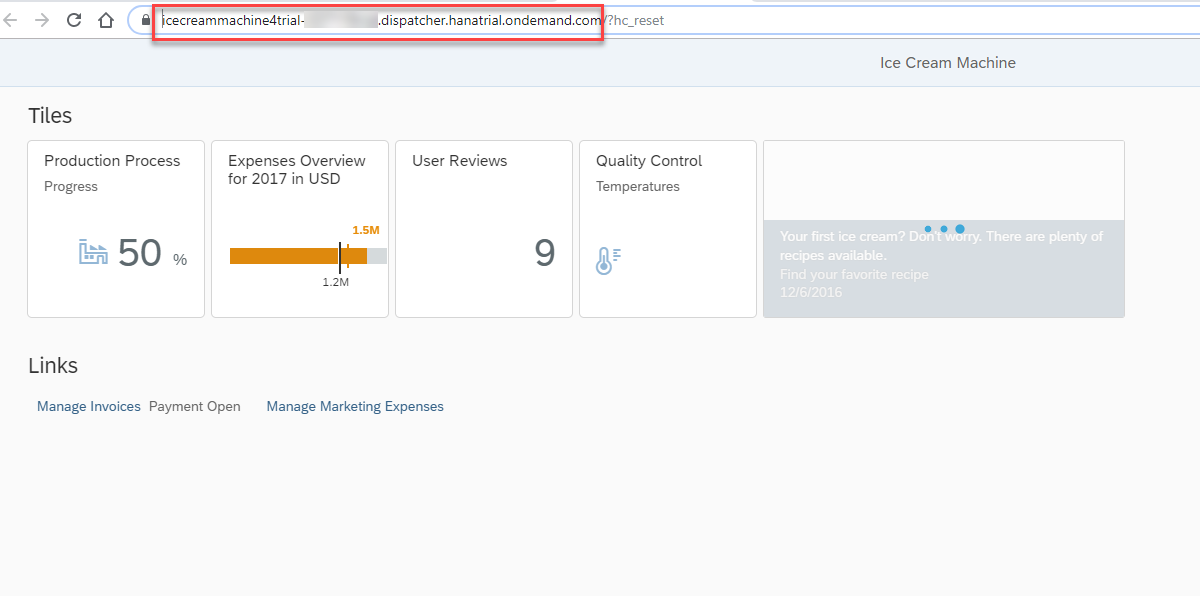 icecreammachine4trial- .dispatcher.hanatrial.ondemand.com/?hc_reset
Ice Cream Machine
Tiles
Production Process
Progress
50 %
Expenses Overview
for 2017 in USD
1.5M
1.2M
User Reviews
9
Quality Control
Temperatures
Your first ice cream? Don't worry. There are plenty of
recipes available.
Find your favorite recipe
12/6/2016
Links
Manage Invoices Payment Open Manage Marketing Expenses